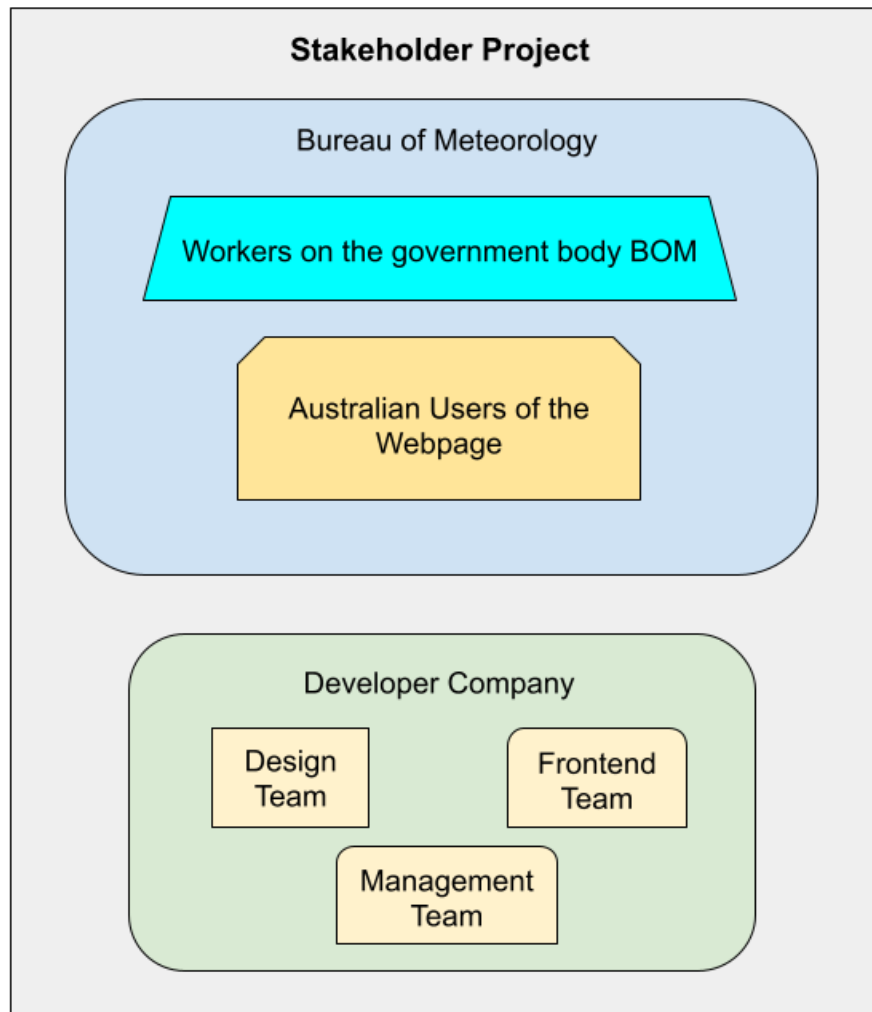 Stakeholder Project
Bureau of Meteorology
Workers on the government body BOM
Australian Users of the
Webpage
Developer Company
Design
Team
Frontend
Team
Management
Team